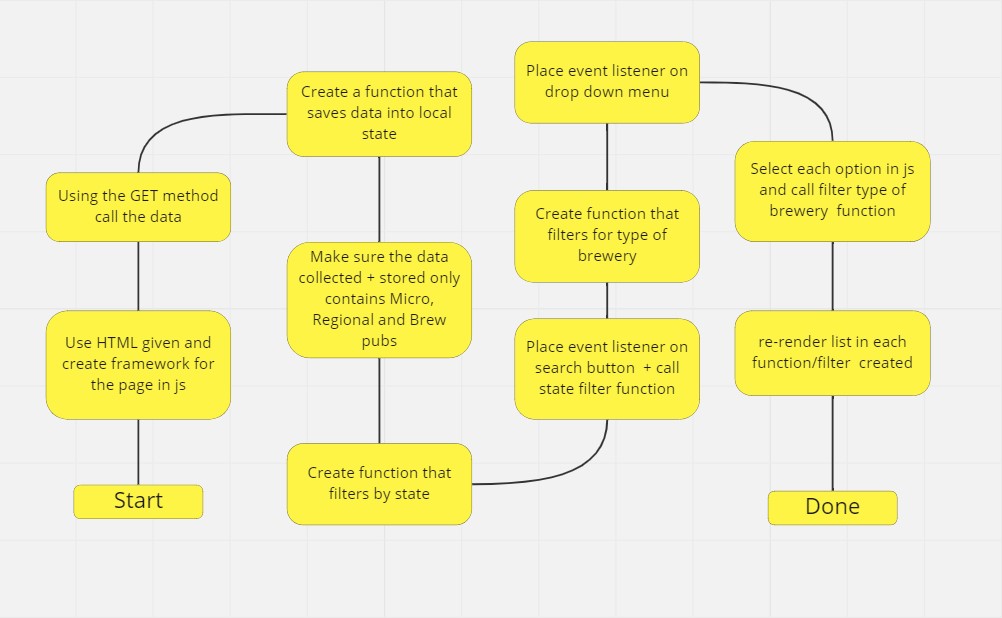 Start
Use HTML given and
create framework for
the page in js
Using the GET method
call the data
Create a function that
saves data into local
state
Make sure the data
collected + stored only
contains Micro,
Regional and Brew
pubs
Create function that
filters by state
Place event listener on
search button + call
state filter function
Create function that
filters for type of
brewery
Place event listener on
drop down menu
Select each option in js
and call filter type of
brewery function
re-render list in each
function/filter created
Done